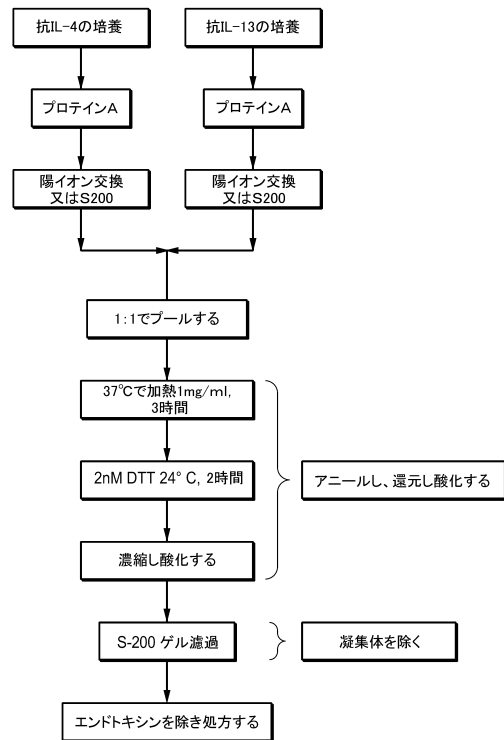 抗IL-4の培養
抗IL-13の培養
プロテインA
プロテインA
陽イオン交換
又はS200
陽イオン交換
又はS200
1:1でプールする
37℃で加熱1mg/ml,
3時間
2nM DTT 24° C, 2時間
アニールし、還元し酸化する
濃縮し酸化する
S-200 ゲル濾過
凝集体を除く
エンドトキシンを除き処方する